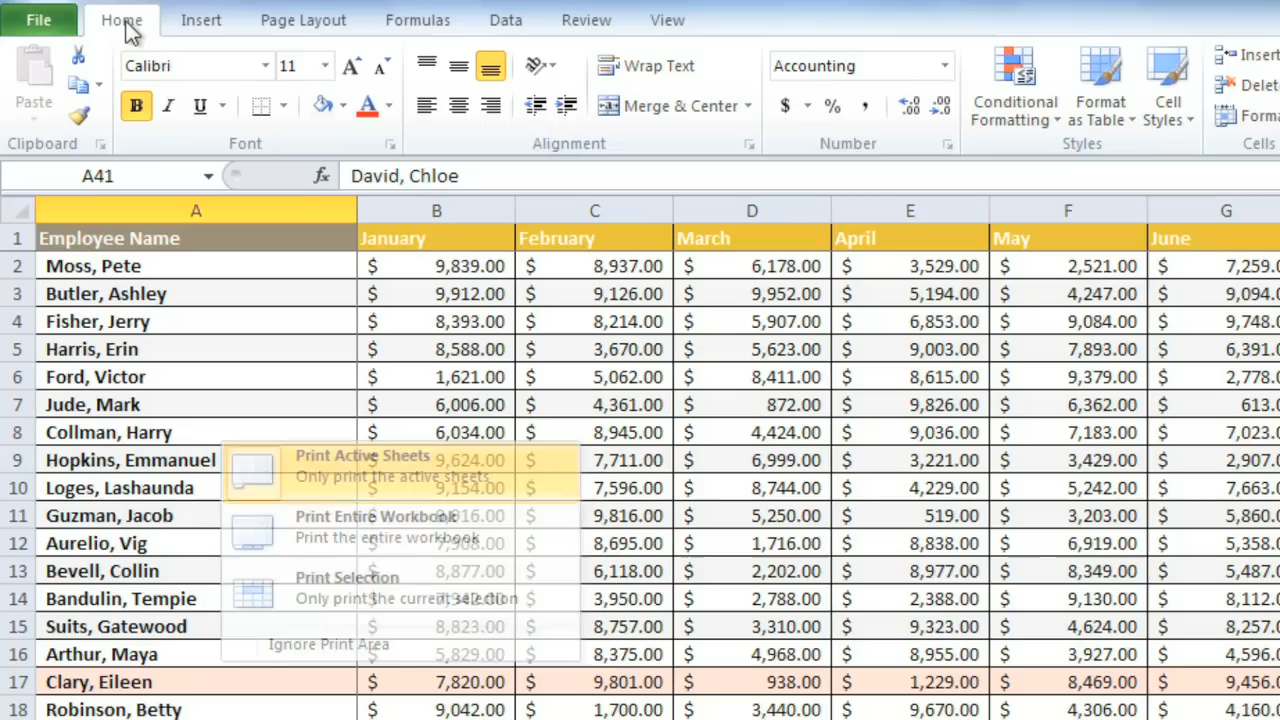 File Home Insert Page Layout Formulas Data Review View
Calibri 11 A A Wrap Text Accounting Insert
Paste B I U A Merge & Center $ % , .00 .00 Conditional Formatting Format as Table Cell Styles Delete
Clipboard Font Alignment Number Styles Cells
A41 fx David, Chloe
A B C D E F G
1 Employee Name January February March April May June
2 Moss, Pete $ 9,839.00 $ 8,937.00 $ 6,178.00 $ 3,529.00 $ 2,521.00 $ 7,259.0
3 Butler, Ashley $ 9,912.00 $ 9,126.00 $ 9,952.00 $ 5,194.00 $ 4,247.00 $ 9,094.0
4 Fisher, Jerry $ 8,393.00 $ 8,214.00 $ 5,907.00 $ 6,853.00 $ 9,084.00 $ 9,748.0
5 Harris, Erin $ 8,588.00 $ 3,670.00 $ 5,623.00 $ 9,003.00 $ 7,893.00 $ 6,391.0
6 Ford, Victor $ 1,621.00 $ 5,062.00 $ 8,411.00 $ 8,615.00 $ 9,379.00 $ 2,778.0
7 Jude, Mark $ 6,006.00 $ 4,361.00 $ 872.00 $ 9,826.00 $ 6,362.00 $ 613.0
8 Collman, Harry $ 6,034.00 $ 8,945.00 $ 4,424.00 $ 9,036.00 $ 7,183.00 $ 7,023.0
9 Hopkins, Emmanuel $ 9,624.00 $ 7,711.00 $ 6,999.00 $ 3,221.00 $ 3,429.00 $ 2,907.0
10 Loges, Lashaunda $ 9,154.00 $ 7,596.00 $ 8,744.00 $ 4,229.00 $ 5,242.00 $ 7,663.0
11 Guzman, Jacob $ 9,816.00 $ 5,250.00 $ 519.00 $ 3,203.00 $ 5,860.0
12 Aurelio, Vig $ 8,695.00 $ 1,716.00 $ 8,838.00 $ 6,919.00 $ 5,358.0
13 Bevell, Collin $ 8,877.00 $ 6,118.00 $ 2,202.00 $ 8,977.00 $ 8,349.00 $ 5,487.0
14 Bandulin, Tempie $ 3,950.00 $ 2,788.00 $ 2,388.00 $ 9,130.00 $ 8,112.0
15 Suits, Gatewood $ 8,823.00 $ 8,757.00 $ 3,310.00 $ 9,323.00 $ 4,624.00 $ 8,257.0
16 Arthur, Maya $ 5,829.00 $ 8,375.00 $ 4,968.00 $ 8,955.00 $ 3,927.00 $ 4,596.0
17 Clary, Eileen $ 7,820.00 $ 9,801.00 $ 938.00 $ 1,229.00 $ 8,469.00 $ 9,456.0
18 Robinson, Betty $ 9,042.00 $ 1,700.00 $ 3,440.00 $ 9,670.00 $ 4,306.00 $ 4,160.0
Print Active Sheets
Only print the active sheets
Print Entire Workbook
Print the entire workbook
Print Selection
Only print the current selection
Ignore Print Area